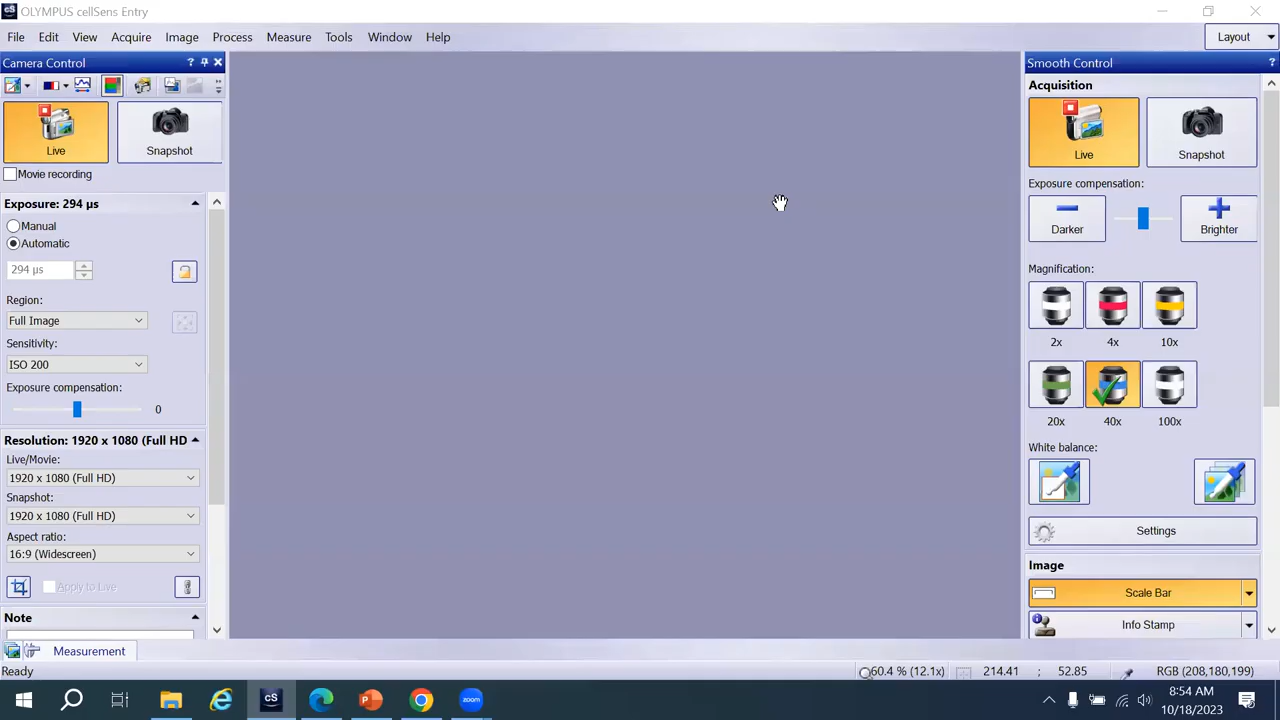 cS OLYMPUS cellSens Entry
File Edit View Acquire Image Process Measure Tools Window Help Layout
Camera Control ?
Live Snapshot
Movie recording
Exposure: 294 µs
Manual
Automatic
294 µs
Region:
Full Image
Sensitivity:
ISO 200
Exposure compensation:
0
Resolution: 1920 x 1080 (Full HD
Live/Movie:
1920 x 1080 (Full HD)
Snapshot:
1920 x 1080 (Full HD)
Aspect ratio:
16:9 (Widescreen)
Apply to Live
Note
Measurement
Smooth Control ?
Acquisition
Live Snapshot
Exposure compensation:
Darker Brighter
Magnification:
2x 4x 10x
20x 40x 100x
White balance:
Settings
Image
Scale Bar
Info Stamp
Ready 60.4 % (12.1x) 214.41 ; 52.85 RGB (208,180,199)
cS zoom
8:54 AM
10/18/2023